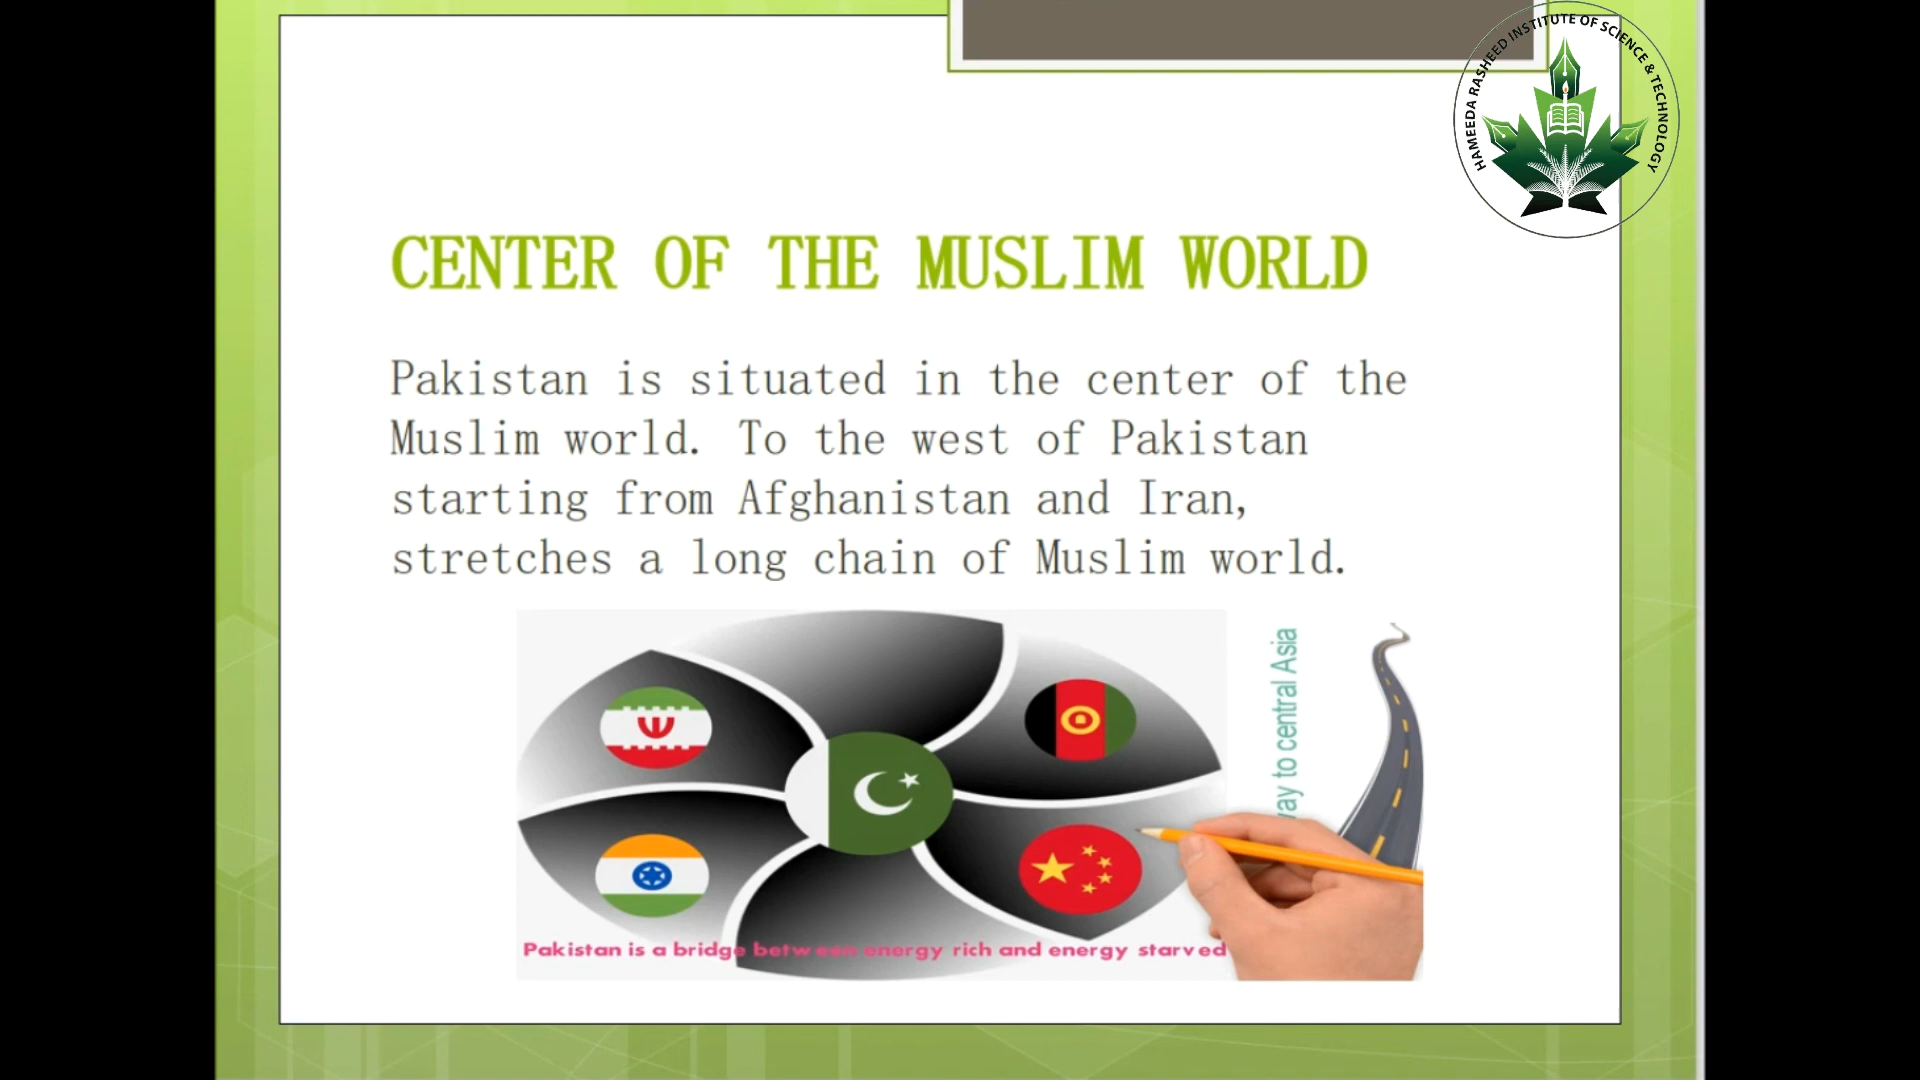 HAMEEDA RASHEED INSTITUTE OF SCIENCE & TECHNOLOGY
CENTER OF THE MUSLIM WORLD
Pakistan is situated in the center of the
Muslim world. To the west of Pakistan
starting from Afghanistan and Iran,
stretches a long chain of Muslim world.
to central Asia
Pakistan is a bridge between energy rich and energy starved